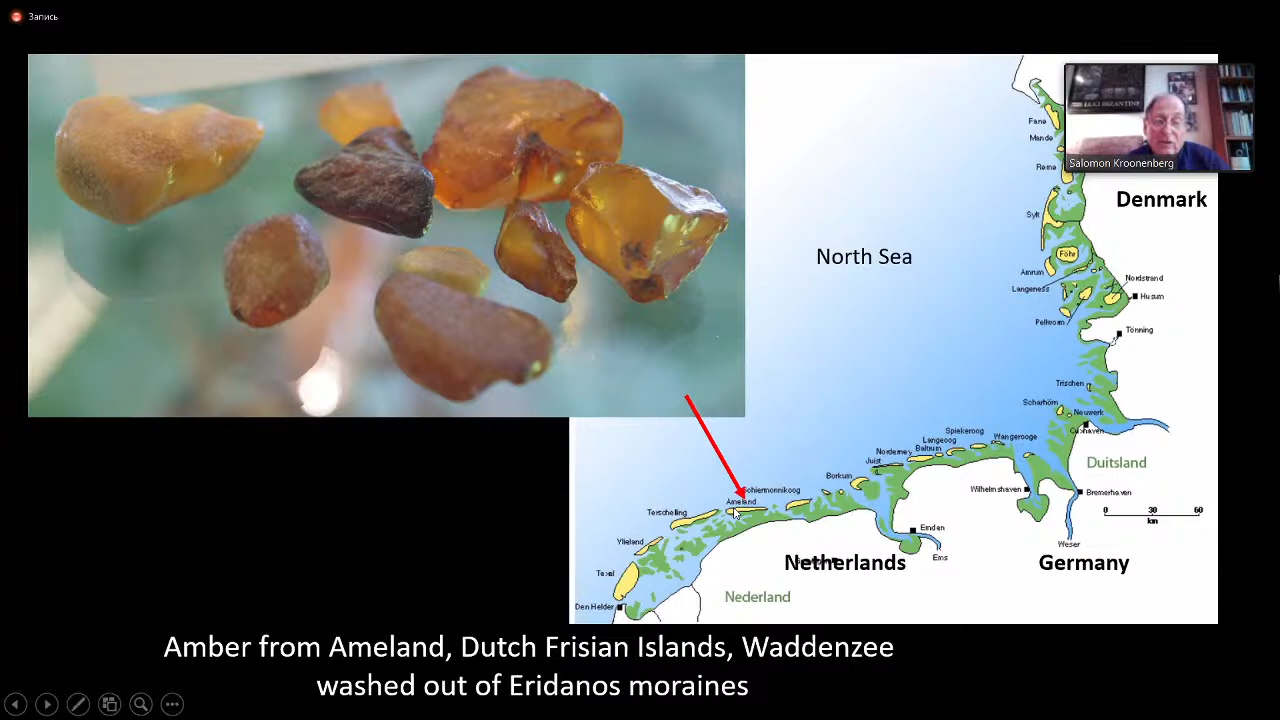 Запись
Salomon Kroonenberg
Fanø
Mandø
Rømø
Denmark
Sylt
North Sea
Föhr
Amrum
Langeness
Nordstrand
Husum
Pellworm
Tönning
Trischen
Scharhörn
Neuwerk
Cuxhaven
Spiekeroog
Langeoog
Wangerooge
Norderney
Baltrum
Juist
Duitsland
Borkum
Wilhelmshaven
Bremerhaven
Schiermonnikoog
Ameland
Terschelling
0 30 60
km
Emden
Vlieland
Weser
Ems
Netherlands
Germany
Texel
Nederland
Den Helder
Amber from Ameland, Dutch Frisian Islands, Waddenzee
washed out of Eridanos moraines